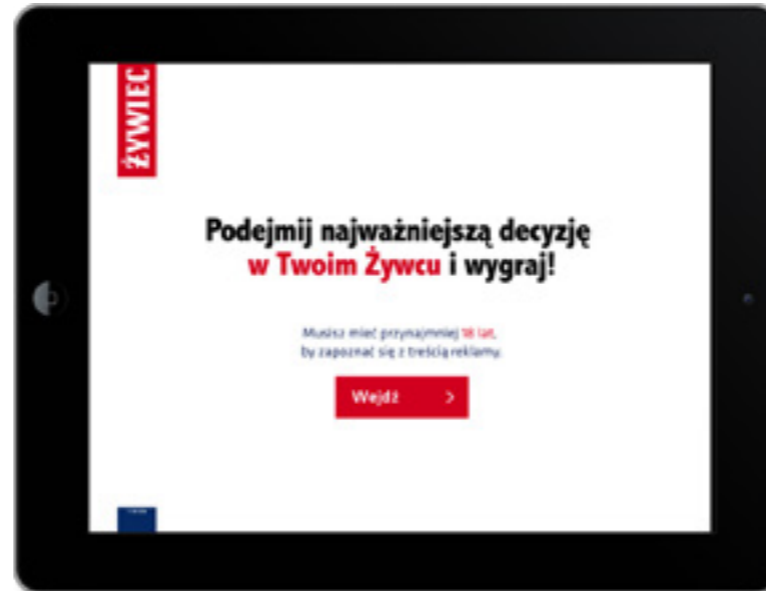 ŻYWIEC
Podejmij najważniejszą decyzję
w Twoim Żywcu i wygraj!
Musisz mieć przynajmniej 18 lat,
by zapoznać się z treścią reklamy.
Wejdź >